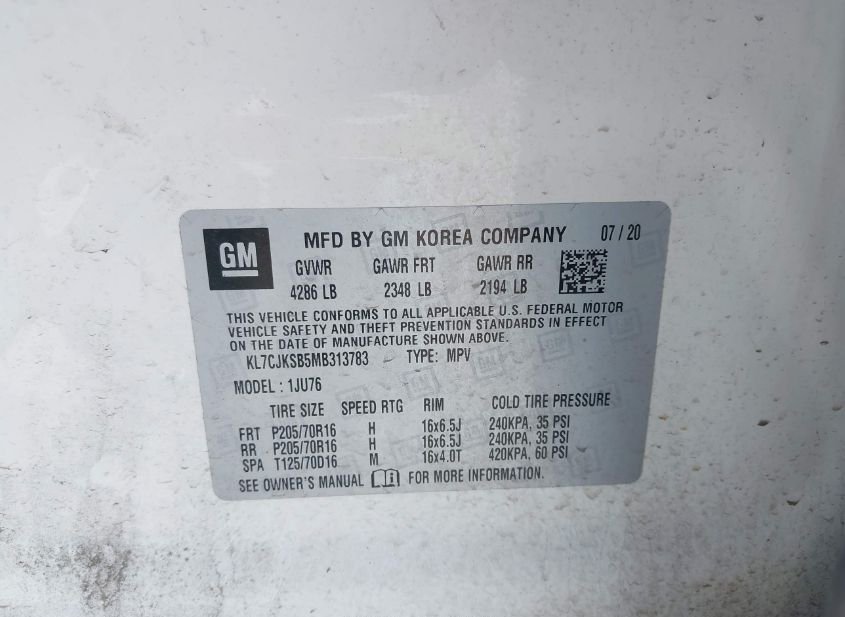 GM
MFD BY GM KOREA COMPANY 07/20
GVWR GAWR FRT GAWR RR
4286 LB 2348 LB 2194 LB
THIS VEHICLE CONFORMS TO ALL APPLICABLE U.S. FEDERAL MOTOR
VEHICLE SAFETY AND THEFT PREVENTION STANDARDS IN EFFECT
ON THE DATE OF MANUFACTURE SHOWN ABOVE.
KL7CJKSB5MB313783 TYPE: MPV
MODEL : 1JU76
TIRE SIZE SPEED RTG RIM COLD TIRE PRESSURE
FRT P205/70R16 H 16x6.5J 240KPA, 35 PSI
RR P205/70R16 H 16x6.5J 240KPA, 35 PSI
SPA T125/70D16 M 16x4.0T 420KPA, 60 PSI
SEE OWNER'S MANUAL FOR MORE INFORMATION.